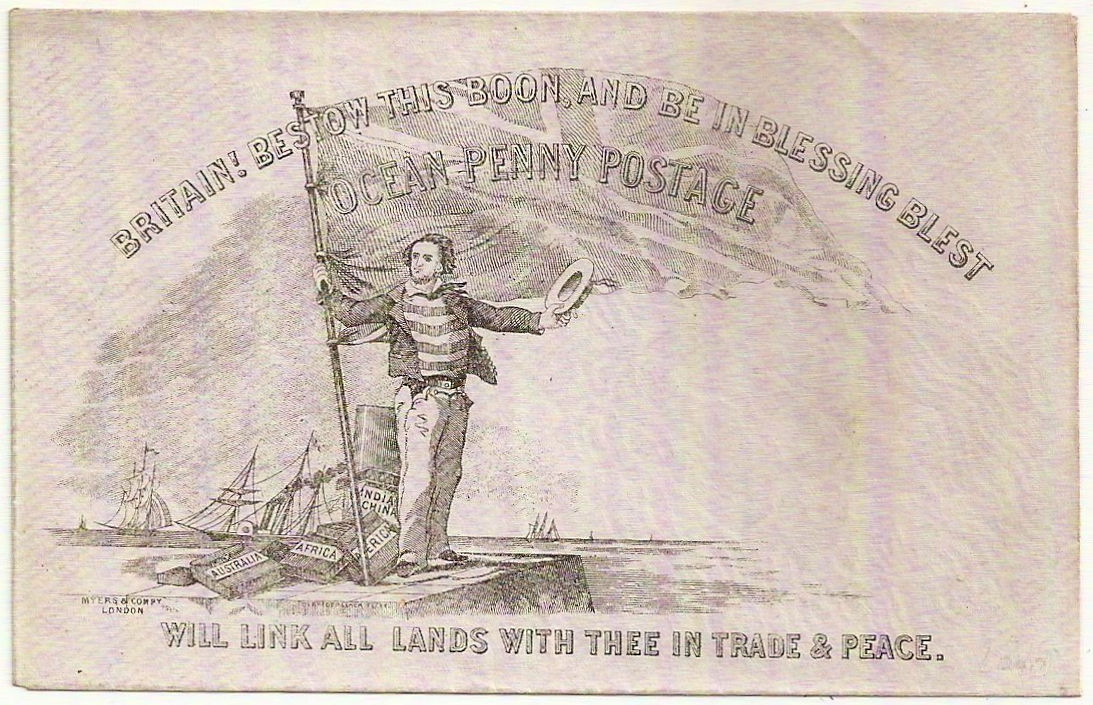 BRITAIN! BESTOW THIS BOON, AND BE IN BLESSING BLEST
OCEAN PENNY POSTAGE
INDIA
CHINA
AUSTRALIA
AFRICA
MERICA
MYERS & COMPY
LONDON
WILL LINK ALL LANDS WITH THEE IN TRADE & PEACE.